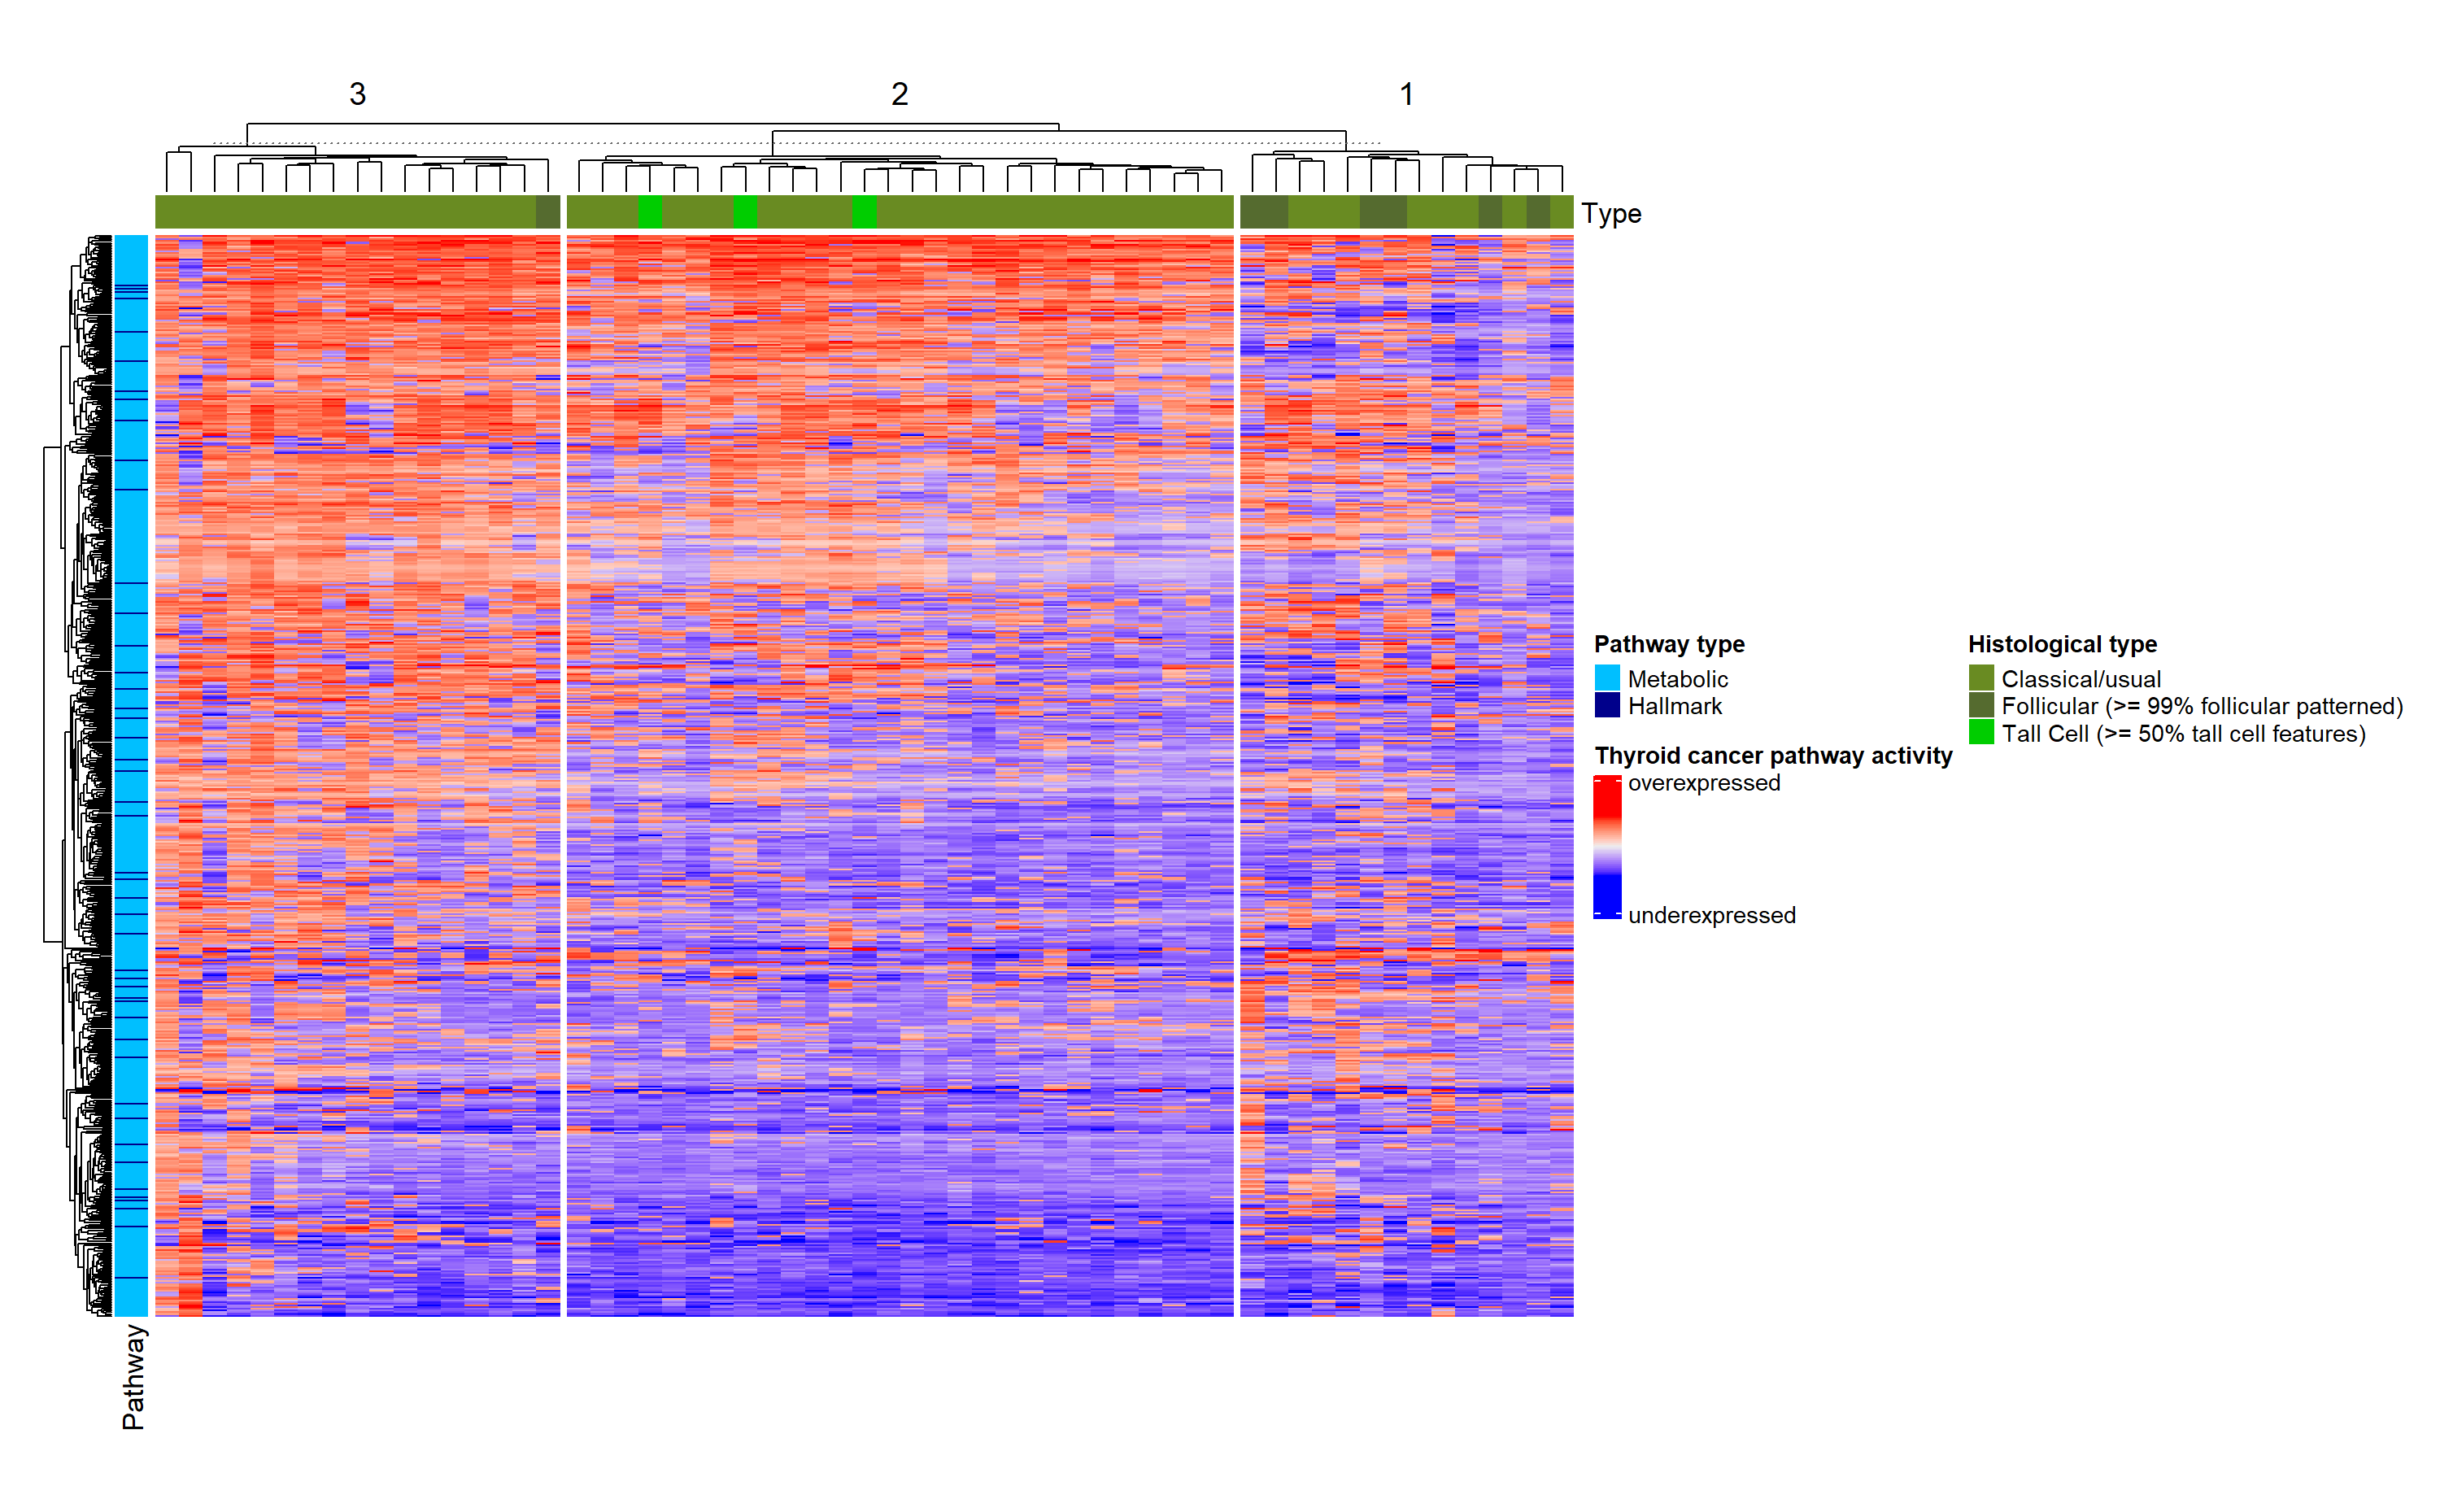 3
2
1
Type
Pathway type
Metabolic
Hallmark
Thyroid cancer pathway activity
overexpressed
underexpressed
Histological type
Classical/usual
Follicular (>= 99% follicular patterned)
Tall Cell (>= 50% tall cell features)
Pathway